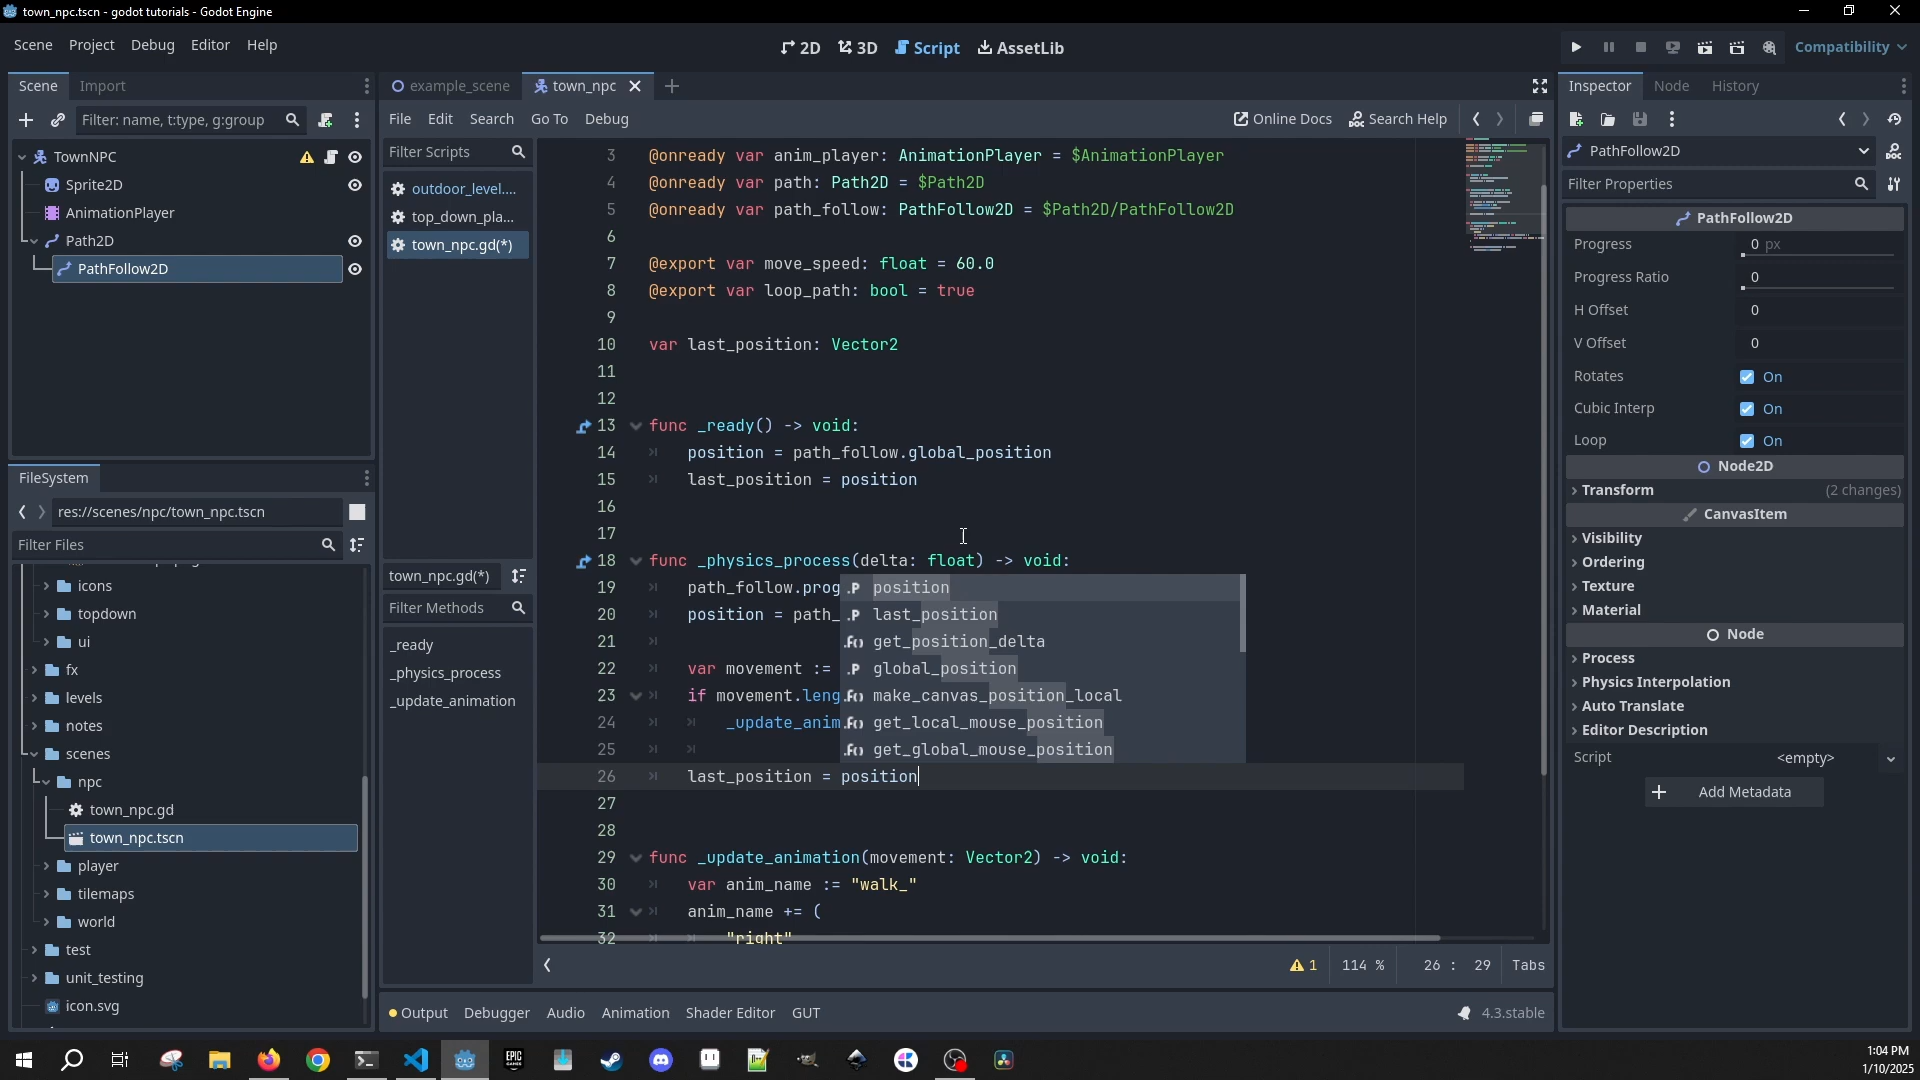 town_npc.tscn - godot tutorials - Godot Engine
Scene Project Debug Editor Help
2D 3D Script AssetLib
Compatibility
Scene Import
Filter: name, t:type, g:group
TownNPC
Sprite2D
AnimationPlayer
Path2D
PathFollow2D
FileSystem
res://scenes/npc/town_npc.tscn
Filter Files
icons
topdown
ui
fx
levels
notes
scenes
npc
town_npc.gd
town_npc.tscn
player
tilemaps
world
test
unit_testing
icon.svg
example_scene town_npc
File Edit Search Go To Debug
Online Docs Search Help
Filter Scripts
outdoor_level....
top_down_pla...
town_npc.gd(*)
town_npc.gd(*)
Filter Methods
_ready
_physics_process
_update_animation
3 @onready var anim_player: AnimationPlayer = $AnimationPlayer
4 @onready var path: Path2D = $Path2D
5 @onready var path_follow: PathFollow2D = $Path2D/PathFollow2D
6
7 @export var move_speed: float = 60.0
8 @export var loop_path: bool = true
9
10 var last_position: Vector2
11
12
13 func _ready() -> void:
14 position = path_follow.global_position
15 last_position = position
16
17
18 func _physics_process(delta: float) -> void:
19 path_follow.prog
20 position = path_
21
22 var movement :=
23 if movement.leng
24 _update_anim
25
26 last_position = position
27
28
29 func _update_animation(movement: Vector2) -> void:
30 var anim_name := "walk_"
31 anim_name += (
32 "right"
position
last_position
get_position_delta
global_position
make_canvas_position_local
get_local_mouse_position
get_global_mouse_position
1 114 % 26 : 29 Tabs
Output Debugger Audio Animation Shader Editor GUT
4.3.stable
Inspector Node History
PathFollow2D
Filter Properties
PathFollow2D
Progress 0 px
Progress Ratio 0
H Offset 0
V Offset 0
Rotates On
Cubic Interp On
Loop On
Node2D
Transform (2 changes)
CanvasItem
Visibility
Ordering
Texture
Material
Node
Process
Physics Interpolation
Auto Translate
Editor Description
Script <empty>
Add Metadata
EPIC GAMES
1:04 PM
1/10/2025